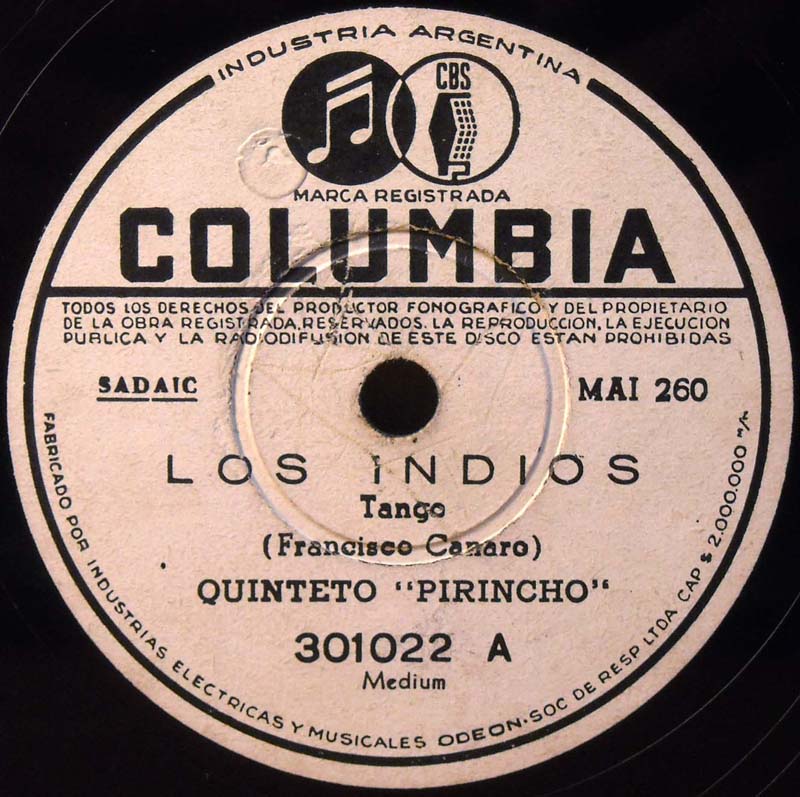 INDUSTRIA ARGENTINA
CBS
MARCA REGISTRADA
COLUMBIA
TODOS LOS DERECHOS DEL PRODUCTOR FONOGRAFICO Y DEL PROPIETARIO
DE LA OBRA REGISTRADA, RESERVADOS. LA REPRODUCCION, LA EJECUCION
PUBLICA Y LA RADIODIFUSION DE ESTE DISCO ESTAN PROHIBIDAS
SADAIC
MAI 260
LOS INDIOS
Tango
(Francisco Canaro)
QUINTETO "PIRINCHO"
301022 A
Medium
FABRICADO POR INDUSTRIAS ELECTRICAS Y MUSICALES ODEON·SOC DE RESP LTDA CAP $ 2.000.000 M/N